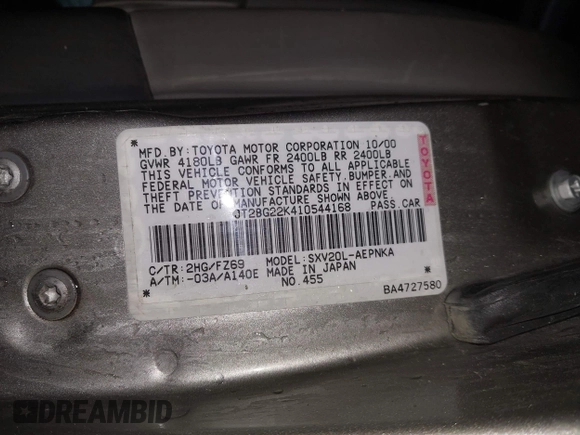 MFD.BY:TOYOTA MOTOR CORPORATION 10/00
GVWR 4180LB GAWR FR 2400LB RR 2400LB
THIS VEHICLE CONFORMS TO ALL APPLICABLE
FEDERAL MOTOR VEHICLE SAFETY,BUMPER,AND
THEFT PREVENTION STANDARDS IN EFFECT ON
THE DATE OF MANUFACTURE SHOWN ABOVE.
JT2BG22K410544168 PASS.CAR
TOYOTA
C/TR:2HG/FZ69 MODEL:SXV20L-AEPNKA
A/TM:-03A/A140E MADE IN JAPAN
NO.455
BA4727580
DREAMBID